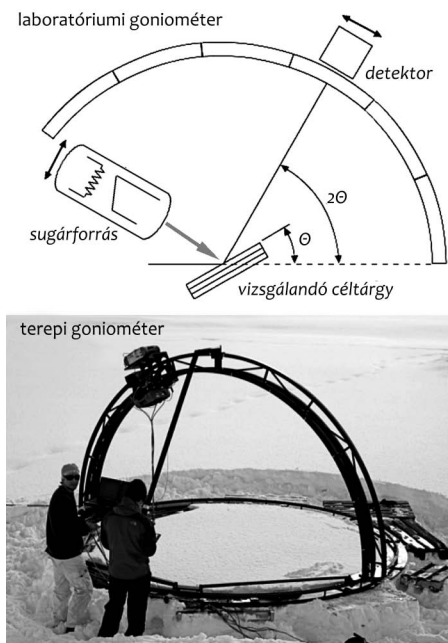 laboratóriumi goniométer
detektor
2Θ
Θ
sugárforrás
vizsgálandó céltárgy
terepi goniométer